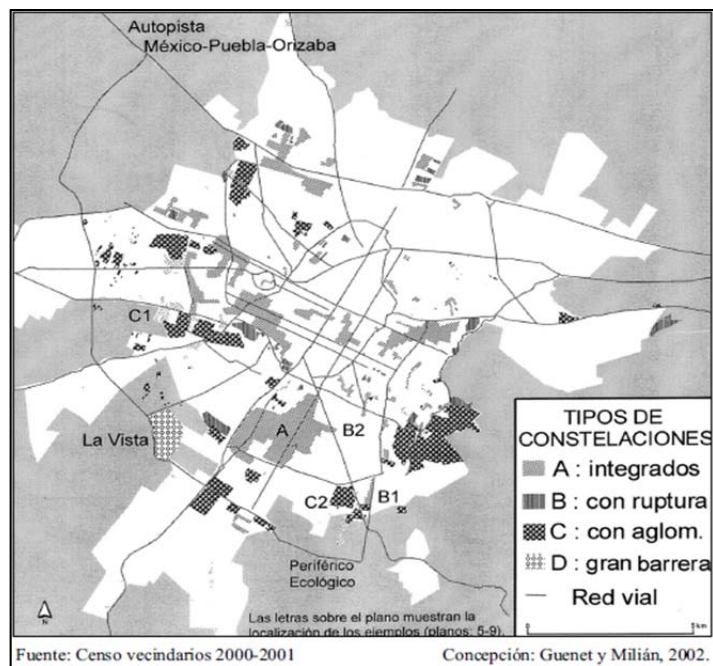 Autopista
México-Puebla-Orizaba
C1
La Vista
A
B2
C2
B1
Periférico
Ecológico
TIPOS DE
CONSTELACIONES
A : integrados
B : con ruptura
C : con aglom.
D : gran barrera
Red vial
N
5 km
Las letras sobre el plano muestran la
localización de los ejemplos (planos: 5-9).
Fuente: Censo vecindarios 2000-2001
Concepción: Guenet y Milián, 2002.